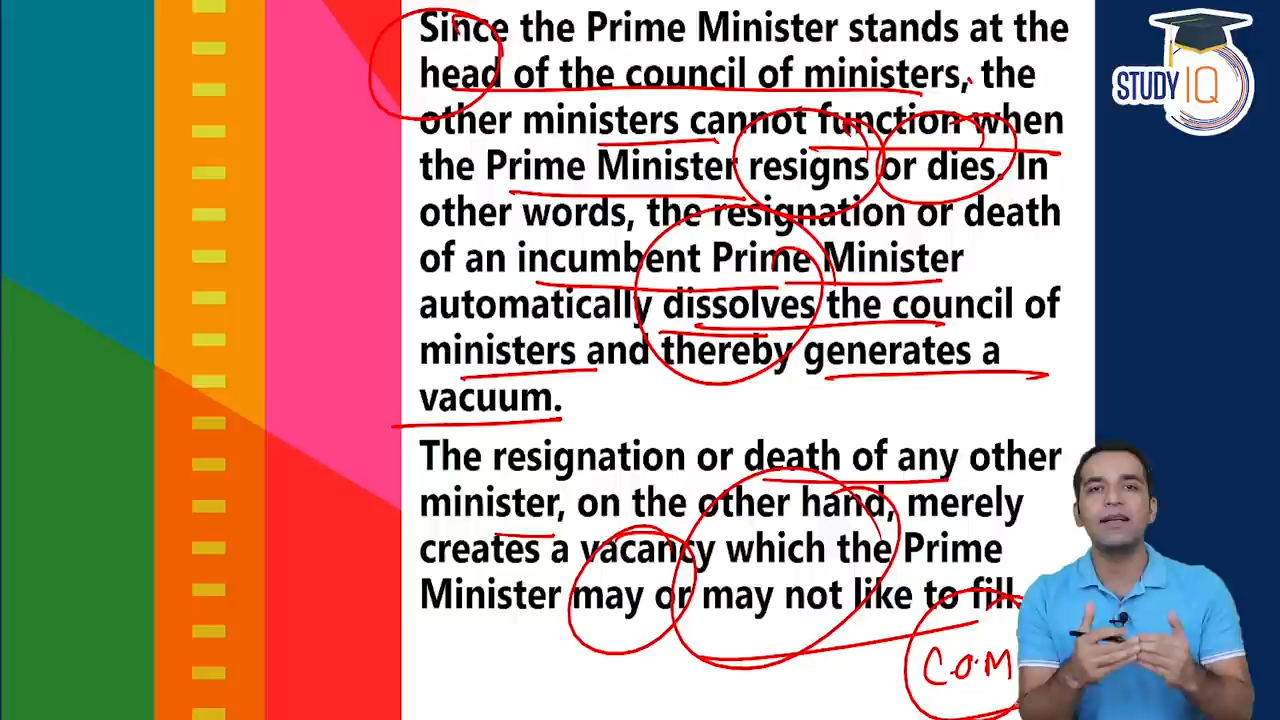 Since the Prime Minister stands at the
head of the council of ministers, the
other ministers cannot function when
the Prime Minister resigns or dies. In
other words, the resignation or death
of an incumbent Prime Minister
automatically dissolves the council of
ministers and thereby generates a
vacuum.
The resignation or death of any other
minister, on the other hand, merely
creates a vacancy which the Prime
Minister may or may not like to fill.
C.O.M
STUDY IQ